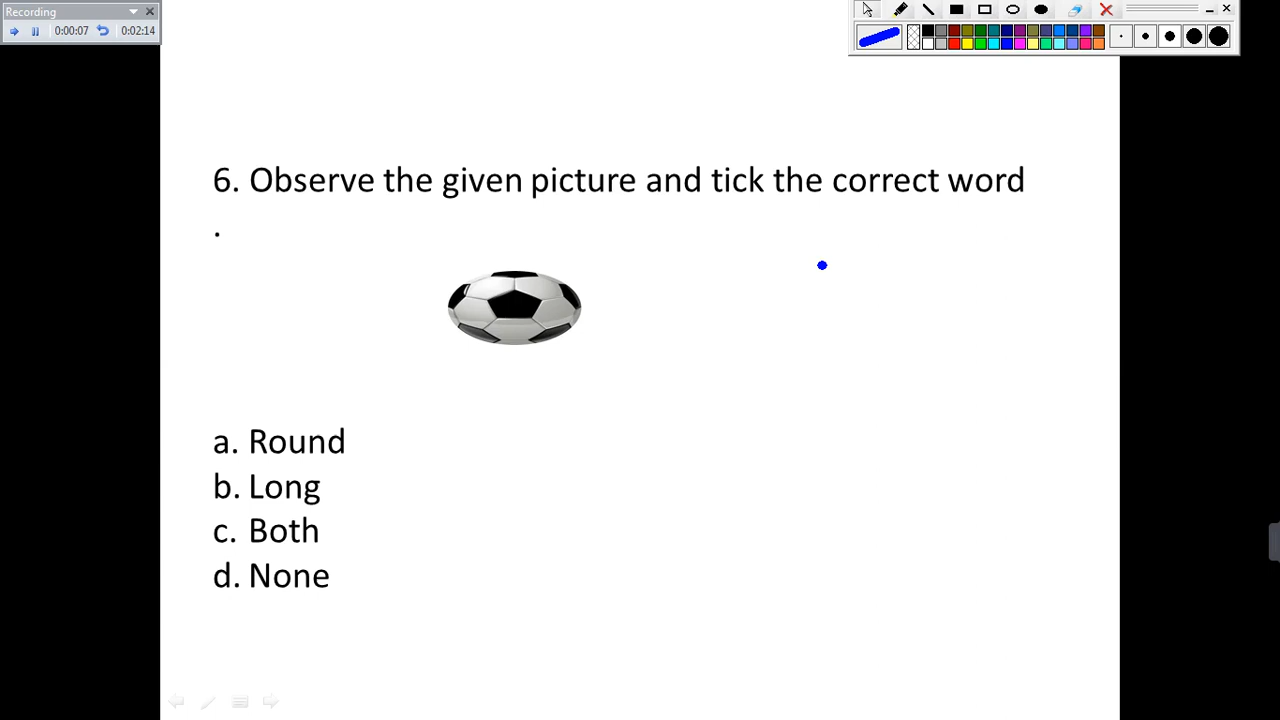 Recording
0:00:07 0:02:14
6. Observe the given picture and tick the correct word
.
a. Round
b. Long
c. Both
d. None